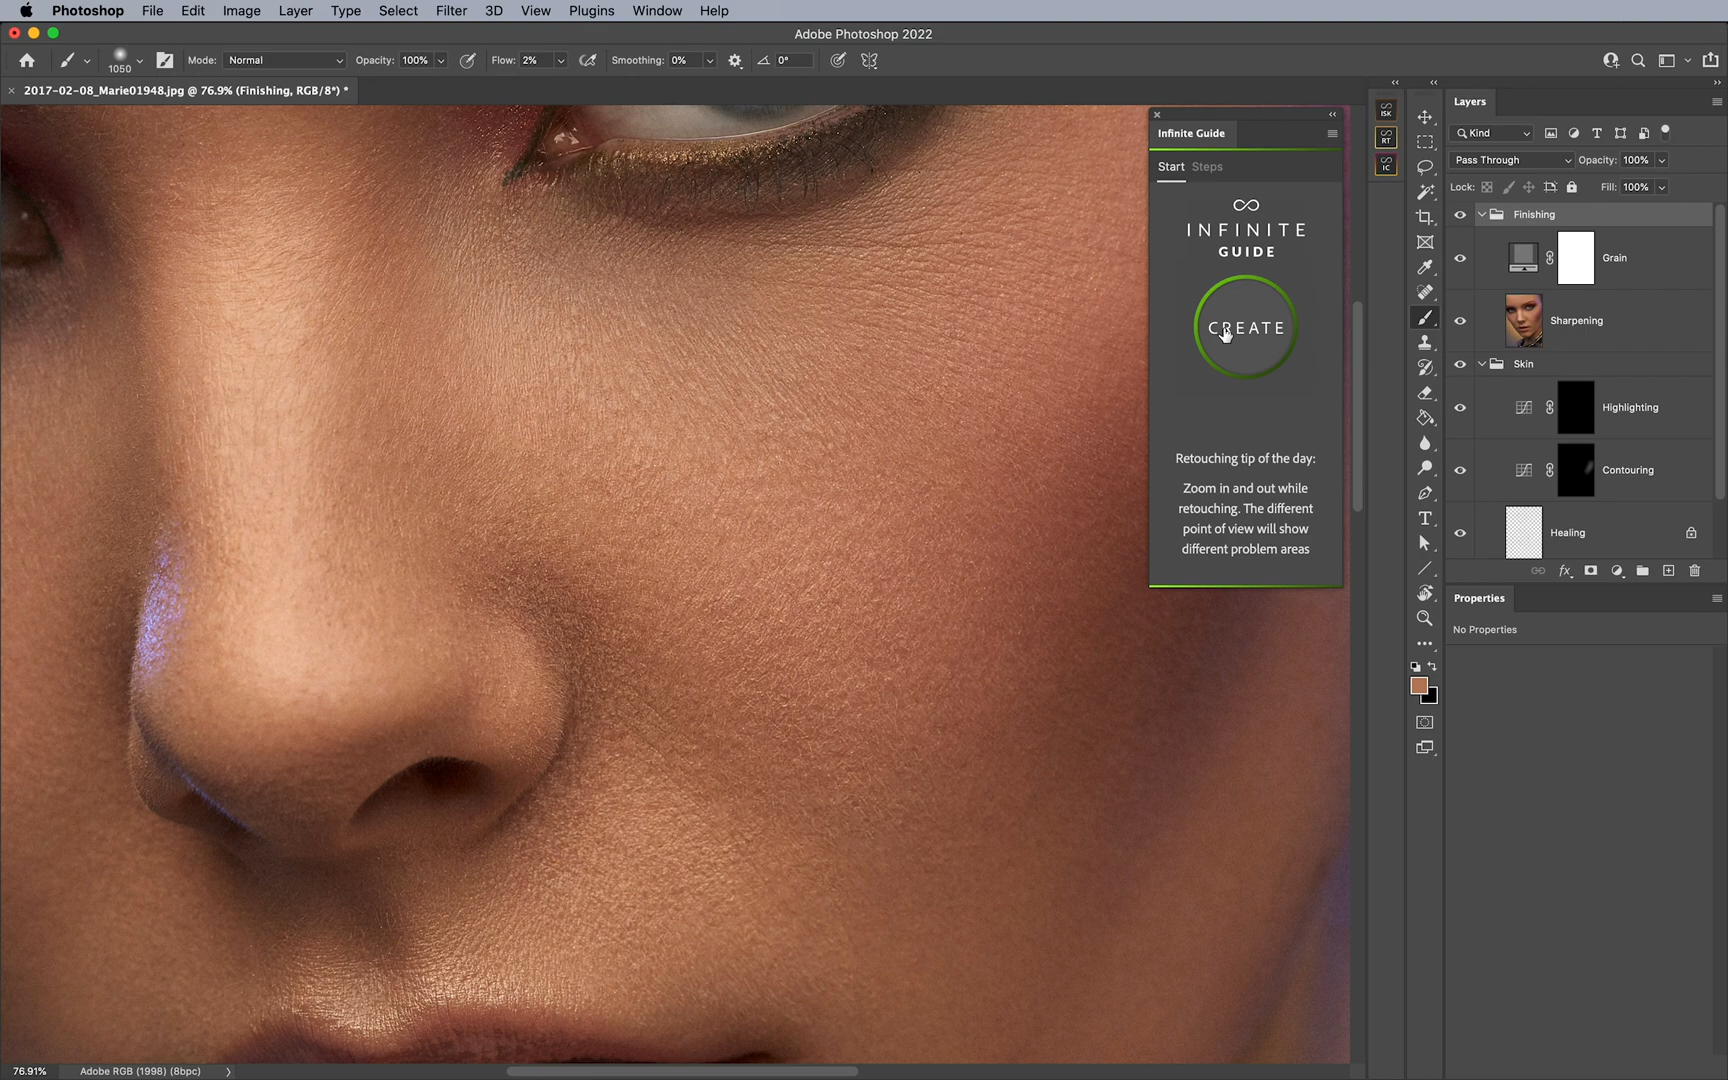 Photoshop File Edit Image Layer Type Select Filter 3D View Plugins Window Help
Adobe Photoshop 2022
1050 Mode: Normal Opacity: 100% Flow: 2% Smoothing: 0% 0°
× 2017-02-08_Marie01948.jpg @ 76.9% (Finishing, RGB/8*) *
Infinite Guide
Start Steps
INFINITE
GUIDE
CREATE
Retouching tip of the day:
Zoom in and out while
retouching. The different
point of view will show
different problem areas
ISK
RT
IC
Layers
Kind
Pass Through Opacity: 100%
Lock: Fill: 100%
Finishing
Grain
Sharpening
Skin
Highlighting
Contouring
Healing
fx
Properties
No Properties
76.91% Adobe RGB (1998) (8bpc)